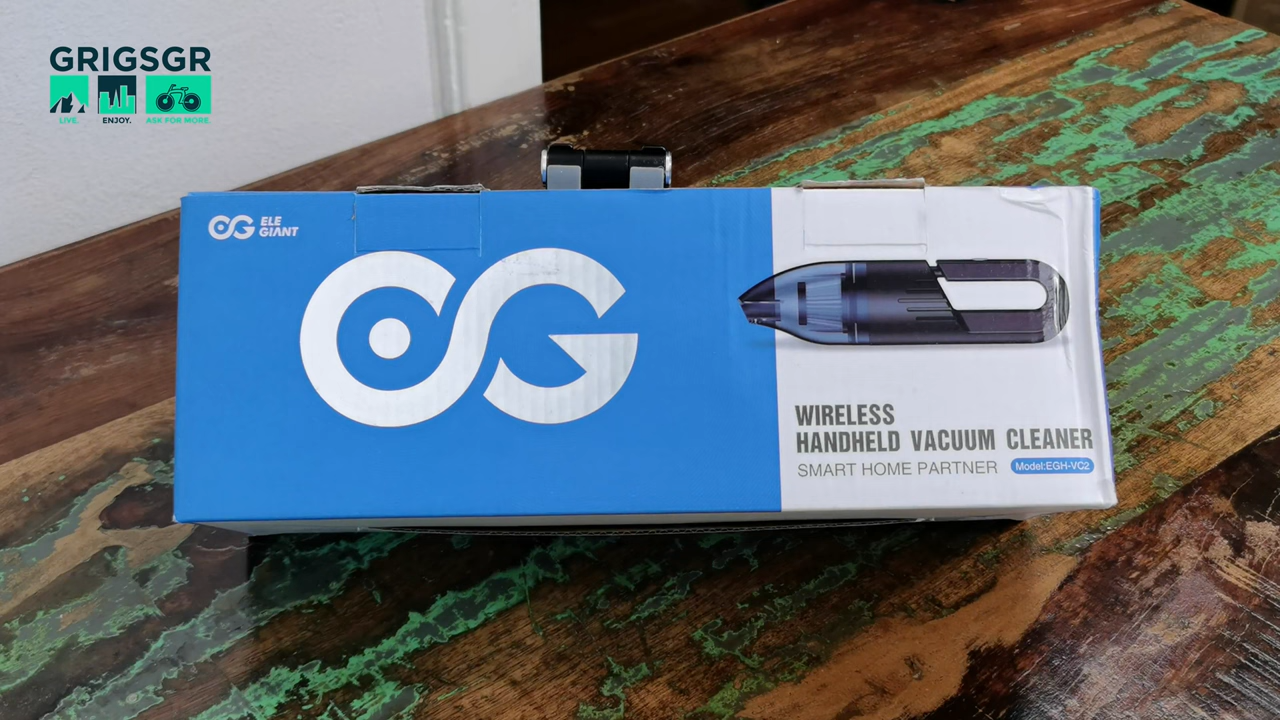 GRIGSGR
LIVE. ENJOY. ASK FOR MORE.
ELE
GIANT
WIRELESS
HANDHELD VACUUM CLEANER
SMART HOME PARTNER
Model:EGH-VC2